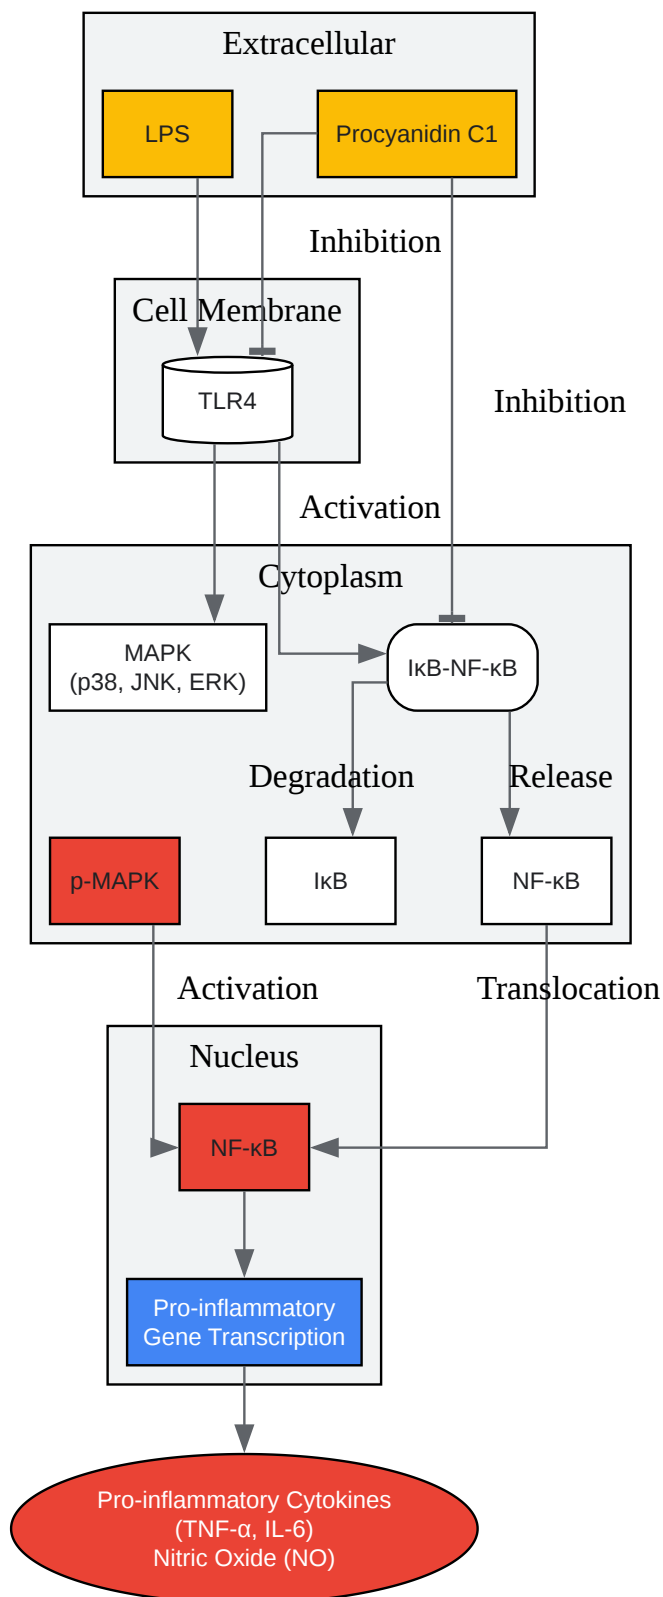 Extracellular
LPS
Procyanidin C1
Inhibition
Cell Membrane
TLR4
Inhibition
Activation
Cytoplasm
MAPK
(p38, JNK, ERK)
IκB-NF-κB
Degradation
Release
p-MAPK
IκB
NF-κB
Activation
Translocation
Nucleus
NF-κB
Pro-inflammatory
Gene Transcription
Pro-inflammatory Cytokines
(TNF-α, IL-6)
Nitric Oxide (NO)